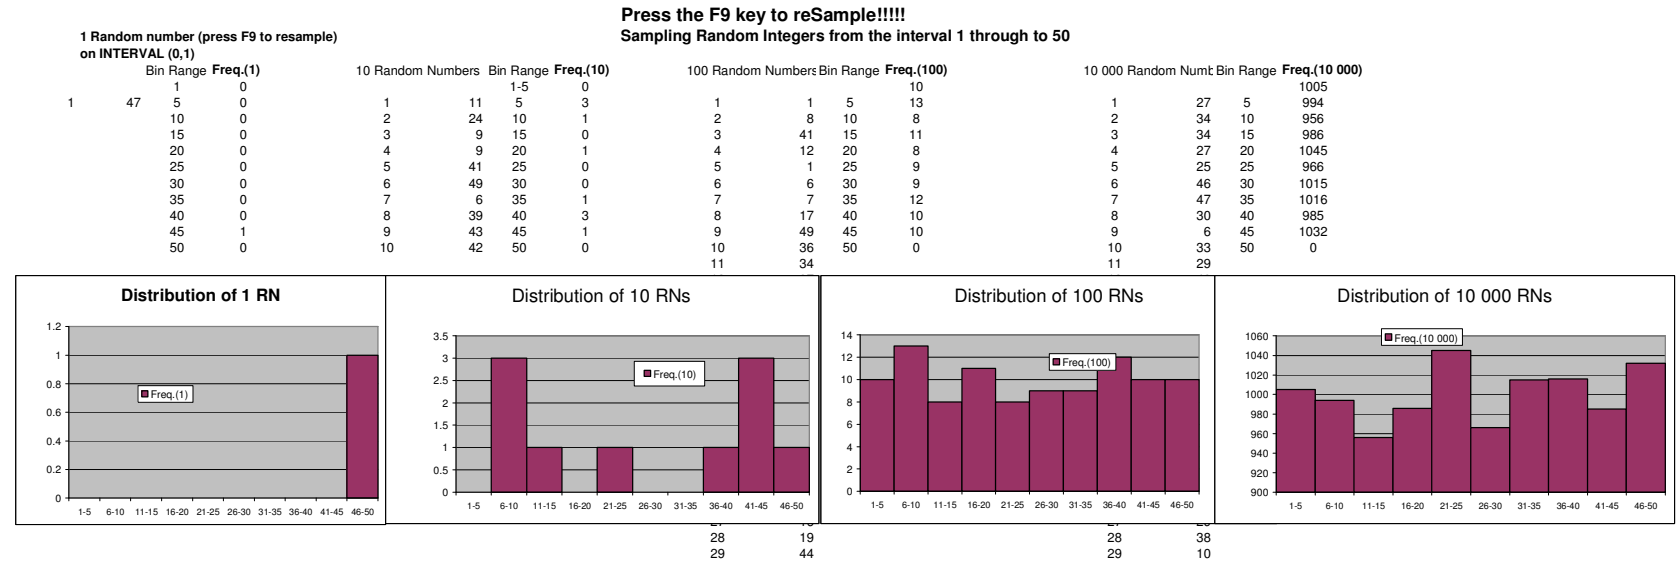 Press the F9 key to reSample!!!!!
1 Random number (press F9 to resample) Sampling Random Integers from the interval 1 through to 50
on INTERVAL (0,1)
Bin Range Freq.(1) 10 Random Numbers Bin Range Freq.(10) 100 Random Numbers Bin Range Freq.(100) 10 000 Random Numb Bin Range Freq.(10 000)
1 0 1-5 0 10 1005
1 47 5 0 1 11 5 3 1 1 5 13 1 27 5 994
10 0 2 24 10 1 2 8 10 8 2 34 10 956
15 0 3 9 15 0 3 41 15 11 3 34 15 986
20 0 4 9 20 1 4 12 20 8 4 27 20 1045
25 0 5 41 25 0 5 1 25 9 5 25 25 966
30 0 6 49 30 0 6 6 30 9 6 46 30 1015
35 0 7 6 35 1 7 7 35 12 7 47 35 1016
40 0 8 39 40 3 8 17 40 10 8 30 40 985
45 1 9 43 45 1 9 49 45 10 9 6 45 1032
50 0 10 42 50 0 10 36 50 0 10 33 50 0
11 34 11 29
Distribution of 1 RN
1.2
1
0.8
0.6
0.4
0.2
0
Freq.(1)
1-5 6-10 11-15 16-20 21-25 26-30 31-35 36-40 41-45 46-50
Distribution of 10 RNs
3.5
3
2.5
2
1.5
1
0.5
0
Freq.(10)
1-5 6-10 11-15 16-20 21-25 26-30 31-35 36-40 41-45 46-50
Distribution of 100 RNs
14
12
10
8
6
4
2
0
Freq.(100)
1-5 6-10 11-15 16-20 21-25 26-30 31-35 36-40 41-45 46-50
Distribution of 10 000 RNs
1060
1040
1020
1000
980
960
940
920
900
Freq.(10 000)
1-5 6-10 11-15 16-20 21-25 26-30 31-35 36-40 41-45 46-50
28 19 28 38
29 44 29 10